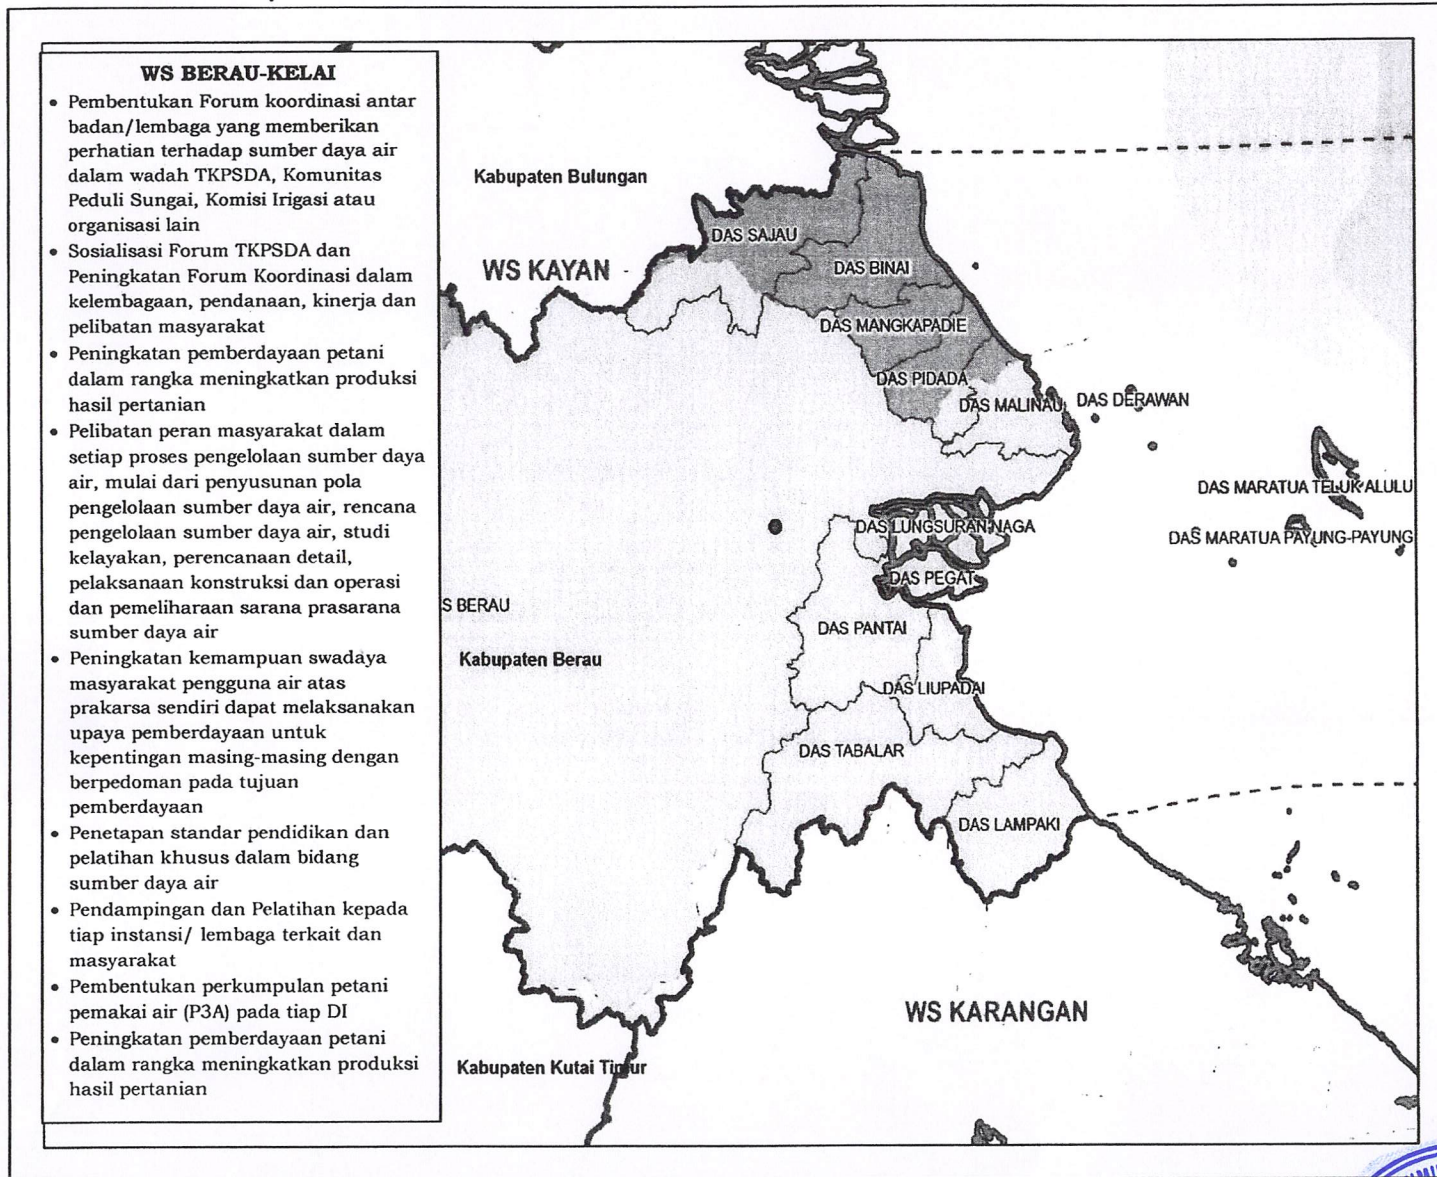 WS BERAU-KELAI
• Pembentukan Forum koordinasi antar
badan/lembaga yang memberikan
perhatian terhadap sumber daya air
dalam wadah TKPSDA, Komunitas
Peduli Sungai, Komisi Irigasi atau
organisasi lain
• Sosialisasi Forum TKPSDA dan
Peningkatan Forum Koordinasi dalam
kelembagaan, pendanaan, kinerja dan
pelibatan masyarakat
• Peningkatan pemberdayaan petani
dalam rangka meningkatkan produksi
hasil pertanian
• Pelibatan peran masyarakat dalam
setiap proses pengelolaan sumber daya
air, mulai dari penyusunan pola
pengelolaan sumber daya air, rencana
pengelolaan sumber daya air, studi
kelayakan, perencanaan detail,
pelaksanaan konstruksi dan operasi
dan pemeliharaan sarana prasarana
sumber daya air
• Peningkatan kemampuan swadaya
masyarakat pengguna air atas
prakarsa sendiri dapat melaksanakan
upaya pemberdayaan untuk
kepentingan masing-masing dengan
berpedoman pada tujuan
pemberdayaan
• Penetapan standar pendidikan dan
pelatihan khusus dalam bidang
sumber daya air
• Pendampingan dan Pelatihan kepada
tiap instansi/ lembaga terkait dan
masyarakat
• Pembentukan perkumpulan petani
pemakai air (P3A) pada tiap DI
• Peningkatan pemberdayaan petani
dalam rangka meningkatkan produksi
hasil pertanian
Kabupaten Bulungan
DAS SAJAU
WS KAYAN
DAS BINAI
DAS MANGKAPADIE
DAS PIDADA
DAS MALINAU
DAS DERAWAN
DAS MARATUA TELUK ALULU
DAS LUNGSURAN NAGA
DAS MARATUA PAYUNG-PAYUNG
DAS PEGAT
S BERAU
DAS PANTAI
Kabupaten Berau
DAS LIUPADAI
DAS TABALAR
DAS LAMPAKI
WS KARANGAN
Kabupaten Kutai Timur